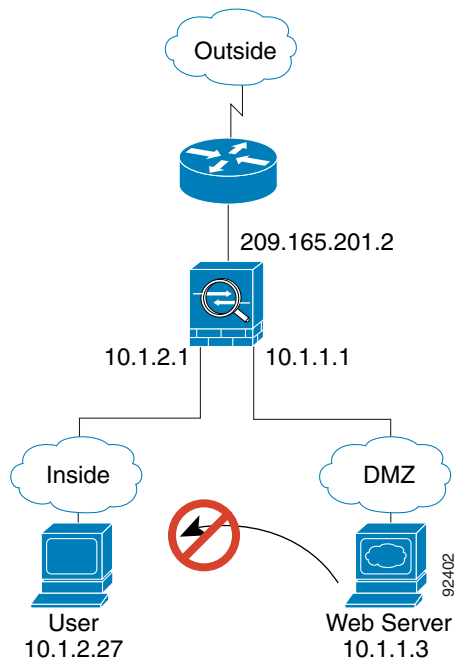 Outside
209.165.201.2
10.1.2.1
10.1.1.1
Inside
DMZ
User
10.1.2.27
Web Server
10.1.1.3
92402